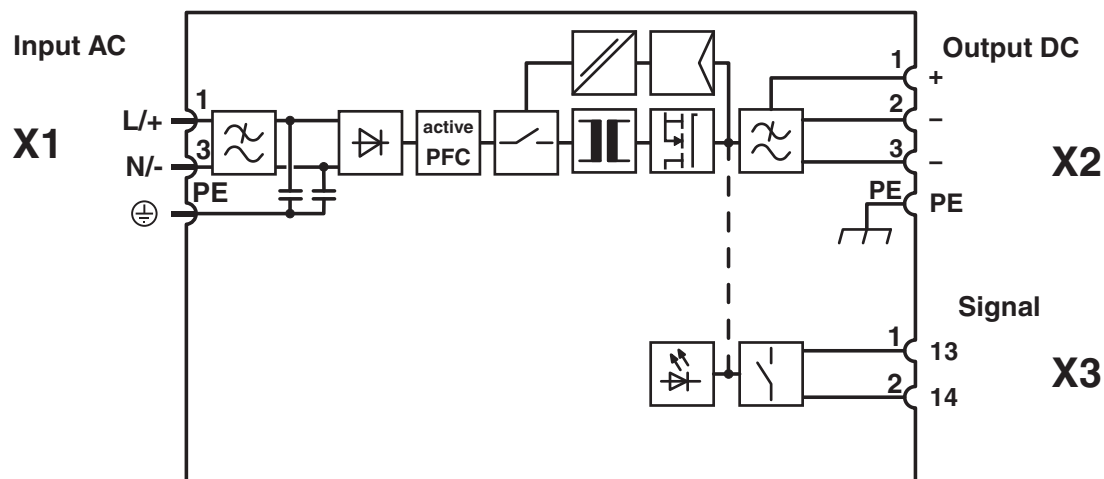 Input AC
Output DC
X1
L/+
1
N/-
3
PE
active
PFC
1
+
2
–
3
–
X2
PE
PE
Signal
1
13
X3
2
14